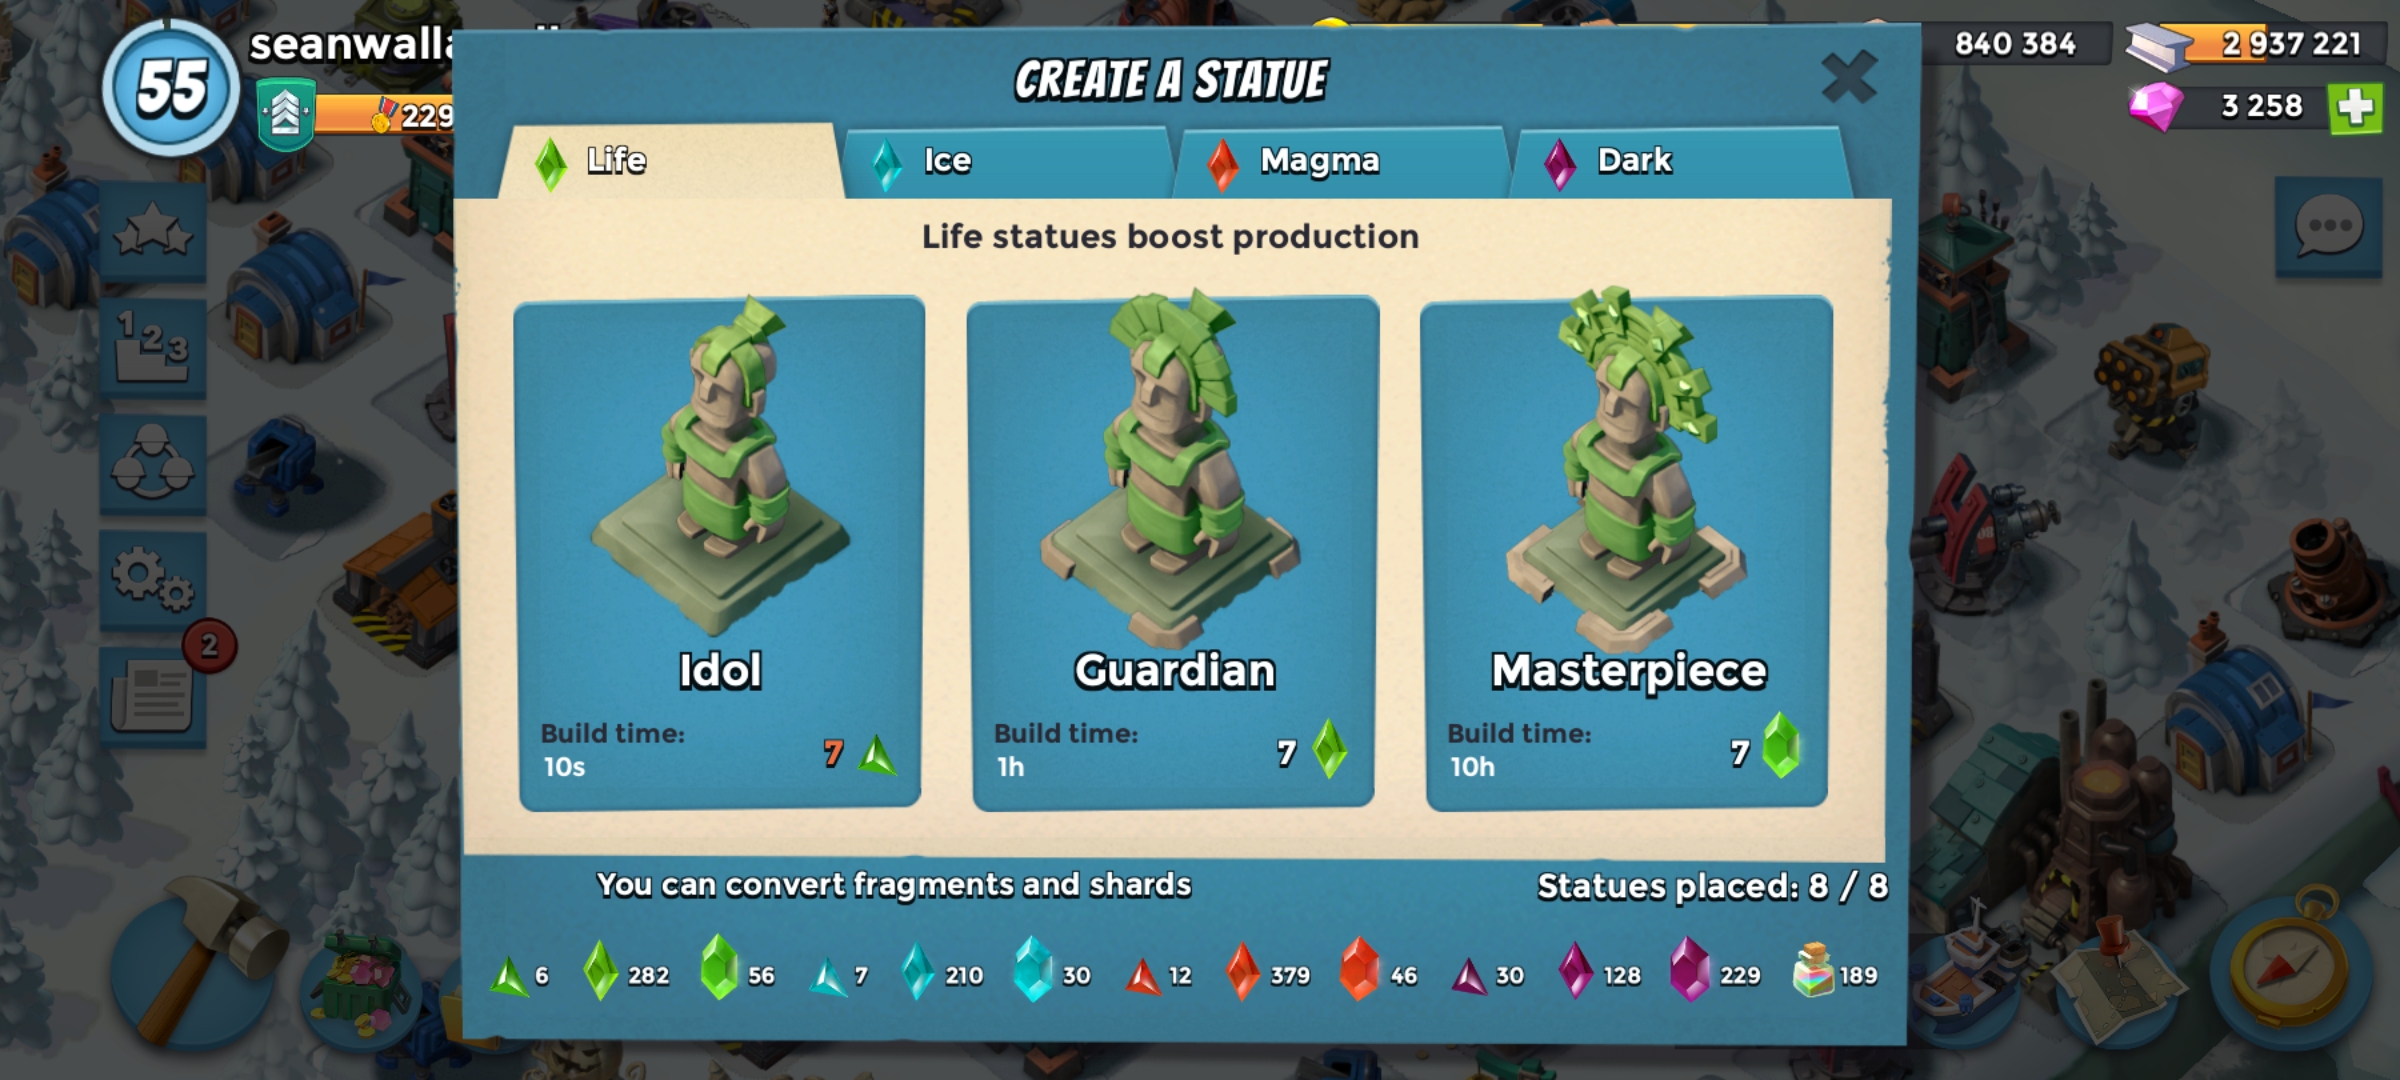 55
229
840 384
2 937 221
3 258
CREATE A STATUE
Life
Ice
Magma
Dark
Life statues boost production
Idol
Build time:
10s
7
Guardian
Build time:
1h
7
Masterpiece
Build time:
10h
7
1 2 3
2
You can convert fragments and shards
Statues placed: 8 / 8
6 282 56 7 210 30 12 379 46 30 128 229 189